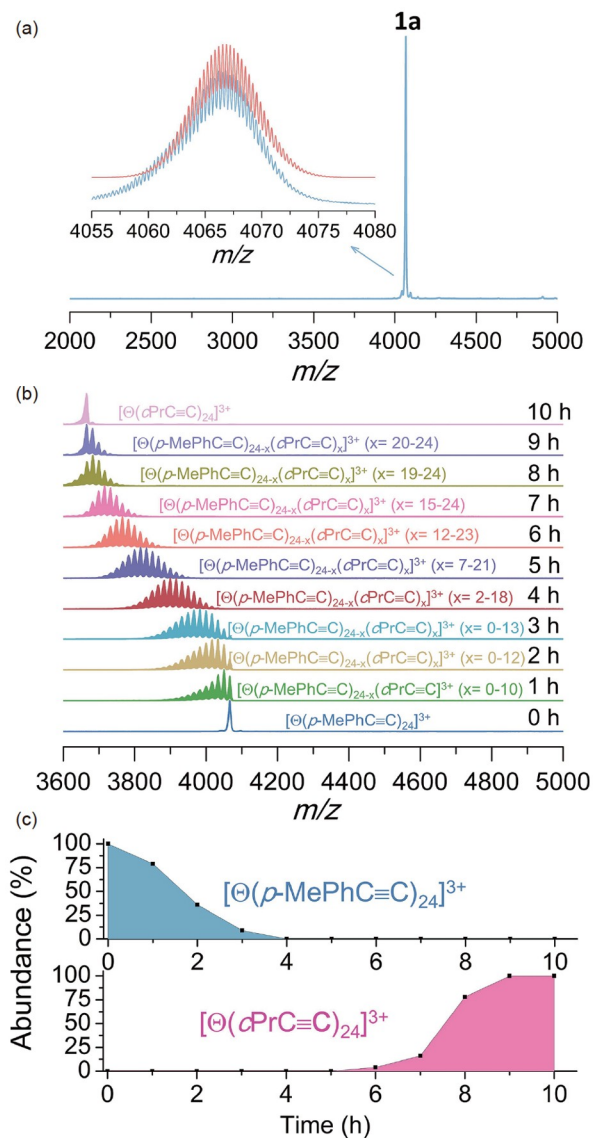 (a)
1a
4055 4060 4065 4070 4075 4080
m/z
2000 2500 3000 3500 4000 4500 5000
m/z
(b)
[Θ(cPrC≡C)24]3+ 10 h
[Θ(p-MePhC≡C)24-x(cPrC≡C)x]3+ (x= 20-24) 9 h
[Θ(p-MePhC≡C)24-x(cPrC≡C)x]3+ (x= 19-24) 8 h
[Θ(p-MePhC≡C)24-x(cPrC≡C)x]3+ (x= 15-24) 7 h
[Θ(p-MePhC≡C)24-x(cPrC≡C)x]3+ (x= 12-23) 6 h
[Θ(p-MePhC≡C)24-x(cPrC≡C)x]3+ (x= 7-21) 5 h
[Θ(p-MePhC≡C)24-x(cPrC≡C)x]3+ (x= 2-18) 4 h
[Θ(p-MePhC≡C)24-x(cPrC≡C)x]3+ (x= 0-13) 3 h
[Θ(p-MePhC≡C)24-x(cPrC≡C)x]3+ (x= 0-12) 2 h
[Θ(p-MePhC≡C)24-x(cPrC≡C]3+ (x= 0-10) 1 h
[Θ(p-MePhC≡C)24]3+ 0 h
3600 3800 4000 4200 4400 4600 4800 5000
m/z
(c)
Abundance (%)
100
75
50
25
0
[Θ(p-MePhC≡C)24]3+
0 2 4 6 8 10
100
75
50
25
0
[Θ(cPrC≡C)24]3+
0 2 4 6 8 10
Time (h)